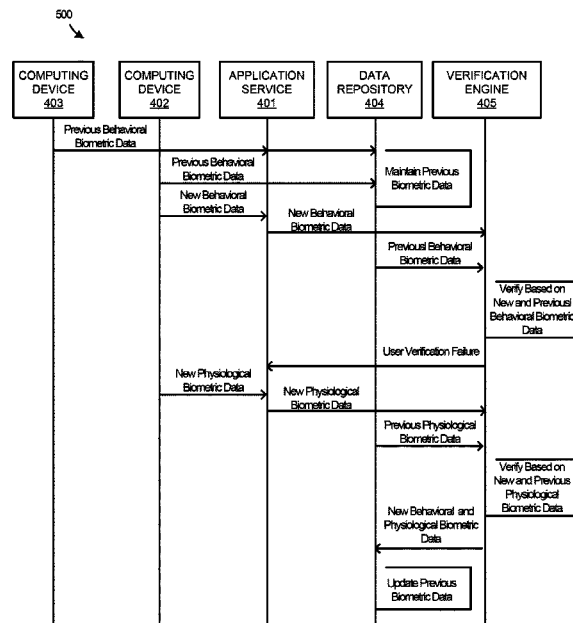 500
COMPUTING
DEVICE
403
COMPUTING
DEVICE
402
APPLICATION
SERVICE
401
DATA
REPOSITORY
404
VERIFICATION
ENGINE
405
Previous Behavioral
Biometric Data
Maintain Previous
Biometric Data
Previous Behavioral
Biometric Data
New Behavioral
Biometric Data
New Behavioral
Biometric Data
Previousl Behavioral
Biometric Data
Verify Based on
New and Previousl
Behavioral Biometric
Data
User Verification Failure
New Physiological
Biometric Data
New Physiological
Biometric Data
Previous Physiological
Biometric Data
Verify Based on
New and Previous
Physiological
Biometric Data
New Behavioral and
Physiological Biometric
Data
Update Previous
Biometric Data